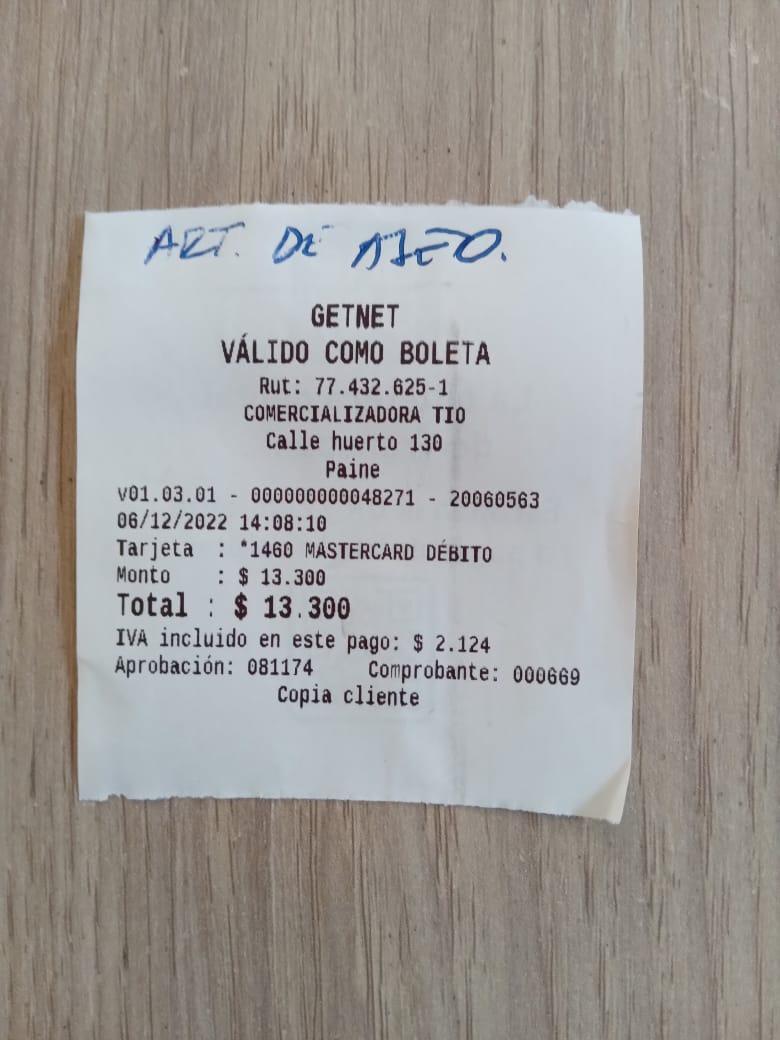 ART. DE ASEO.
GETNET
VÁLIDO COMO BOLETA
Rut: 77.432.625-1
COMERCIALIZADORA TIO
Calle huerto 130
Paine
v01.03.01 - 000000000048271 - 20060563
06/12/2022 14:08:10
Tarjeta : *1460 MASTERCARD DÉBITO
Monto : $ 13.300
Total : $ 13.300
IVA incluido en este pago: $ 2.124
Aprobación: 081174 Comprobante: 000669
Copia cliente